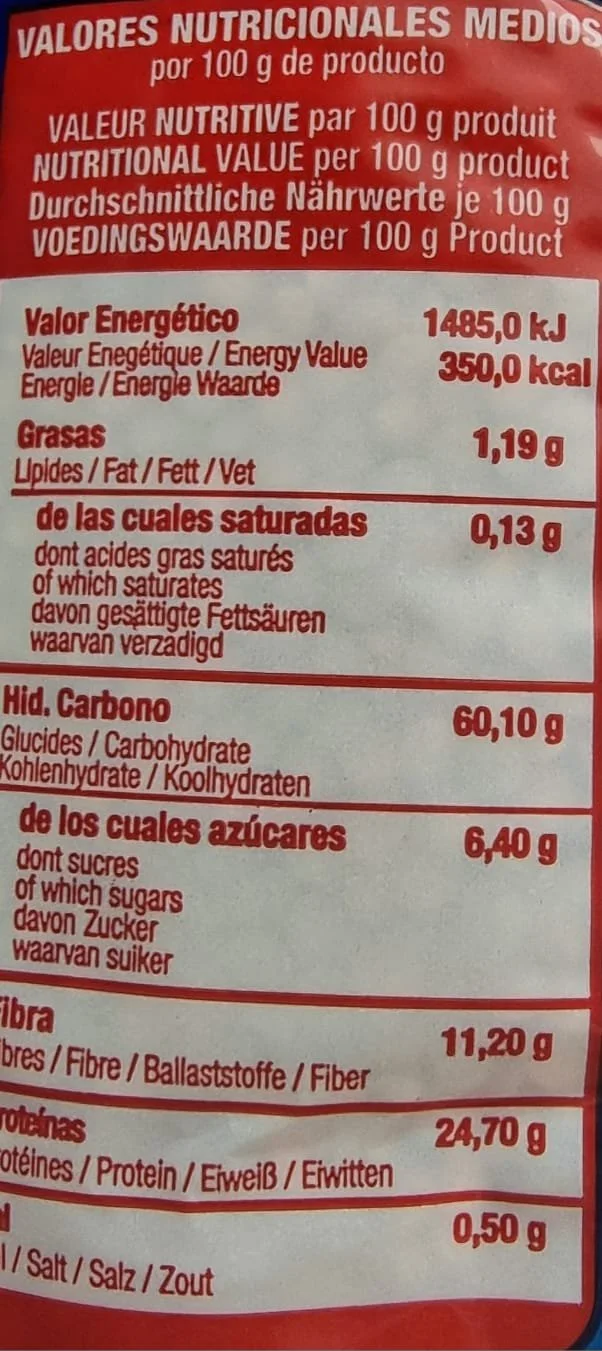 VALORES NUTRICIONALES MEDIOS
por 100 g de producto
VALEUR NUTRITIVE par 100 g produit
NUTRITIONAL VALUE per 100 g product
Durchschnittliche Nährwerte je 100 g
VOEDINGSWAARDE per 100 g Product
Valor Energético 1485,0 kJ
Valeur Enegétique / Energy Value 350,0 kcal
Energle / Energie Waarde
Grasas 1,19 g
Lipides / Fat / Fett / Vet
de las cuales saturadas 0,13 g
dont acides gras saturés
of which saturates
davon gesättigte Fettsäuren
waarvan verzadigd
Hid. Carbono 60,10 g
Glucides / Carbohydrate
Kohlenhydrate / Koolhydraten
de los cuales azúcares 6,40 g
dont sucres
of which sugars
davon Zucker
waarvan suiker
ibra 11,20 g
bres / Fibre / Ballaststoffe / Fiber
roteínas 24,70 g
otéines / Protein / Eiweiß / Eiwitten
l 0,50 g
l / Salt / Salz / Zout